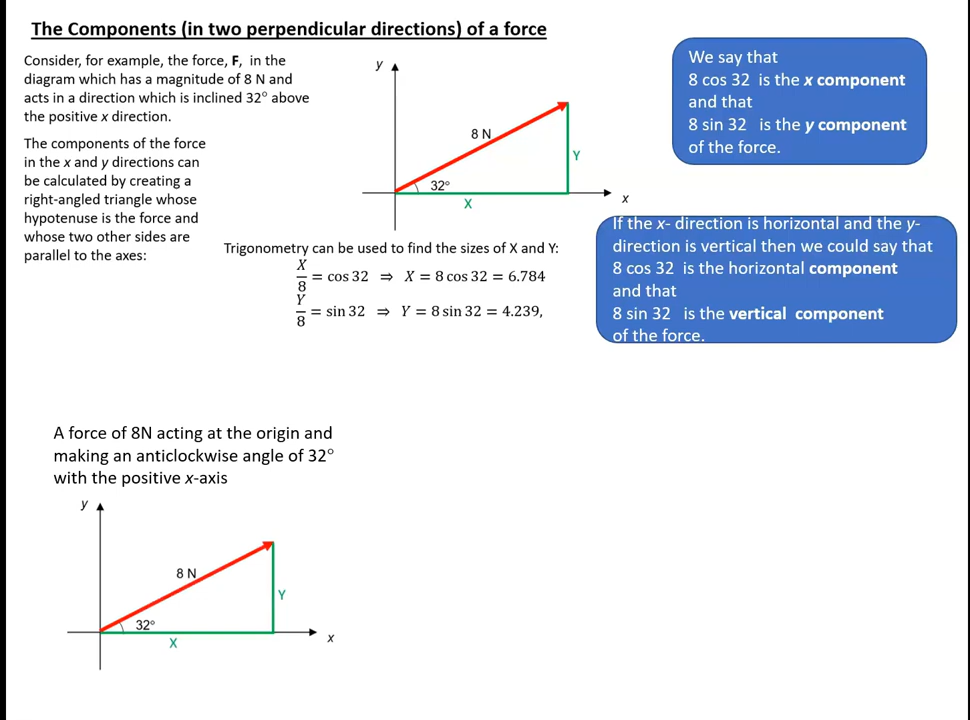 The Components (in two perpendicular directions) of a force
Consider, for example, the force, F, in the
diagram which has a magnitude of 8 N and
acts in a direction which is inclined 32° above
the positive x direction.
The components of the force
in the x and y directions can
be calculated by creating a
right-angled triangle whose
hypotenuse is the force and
whose two other sides are
parallel to the axes:
y
8 N
Y
32°
X
x
Trigonometry can be used to find the sizes of X and Y:
X/8 = cos 32 ⇒ X = 8 cos 32 = 6.784
Y/8 = sin 32 ⇒ Y = 8 sin 32 = 4.239,
We say that
8 cos 32 is the x component
and that
8 sin 32 is the y component
of the force.
If the x- direction is horizontal and the y-
direction is vertical then we could say that
8 cos 32 is the horizontal component
and that
8 sin 32 is the vertical component
of the force.
A force of 8N acting at the origin and
making an anticlockwise angle of 32°
with the positive x-axis
y
8 N
Y
32°
X
x